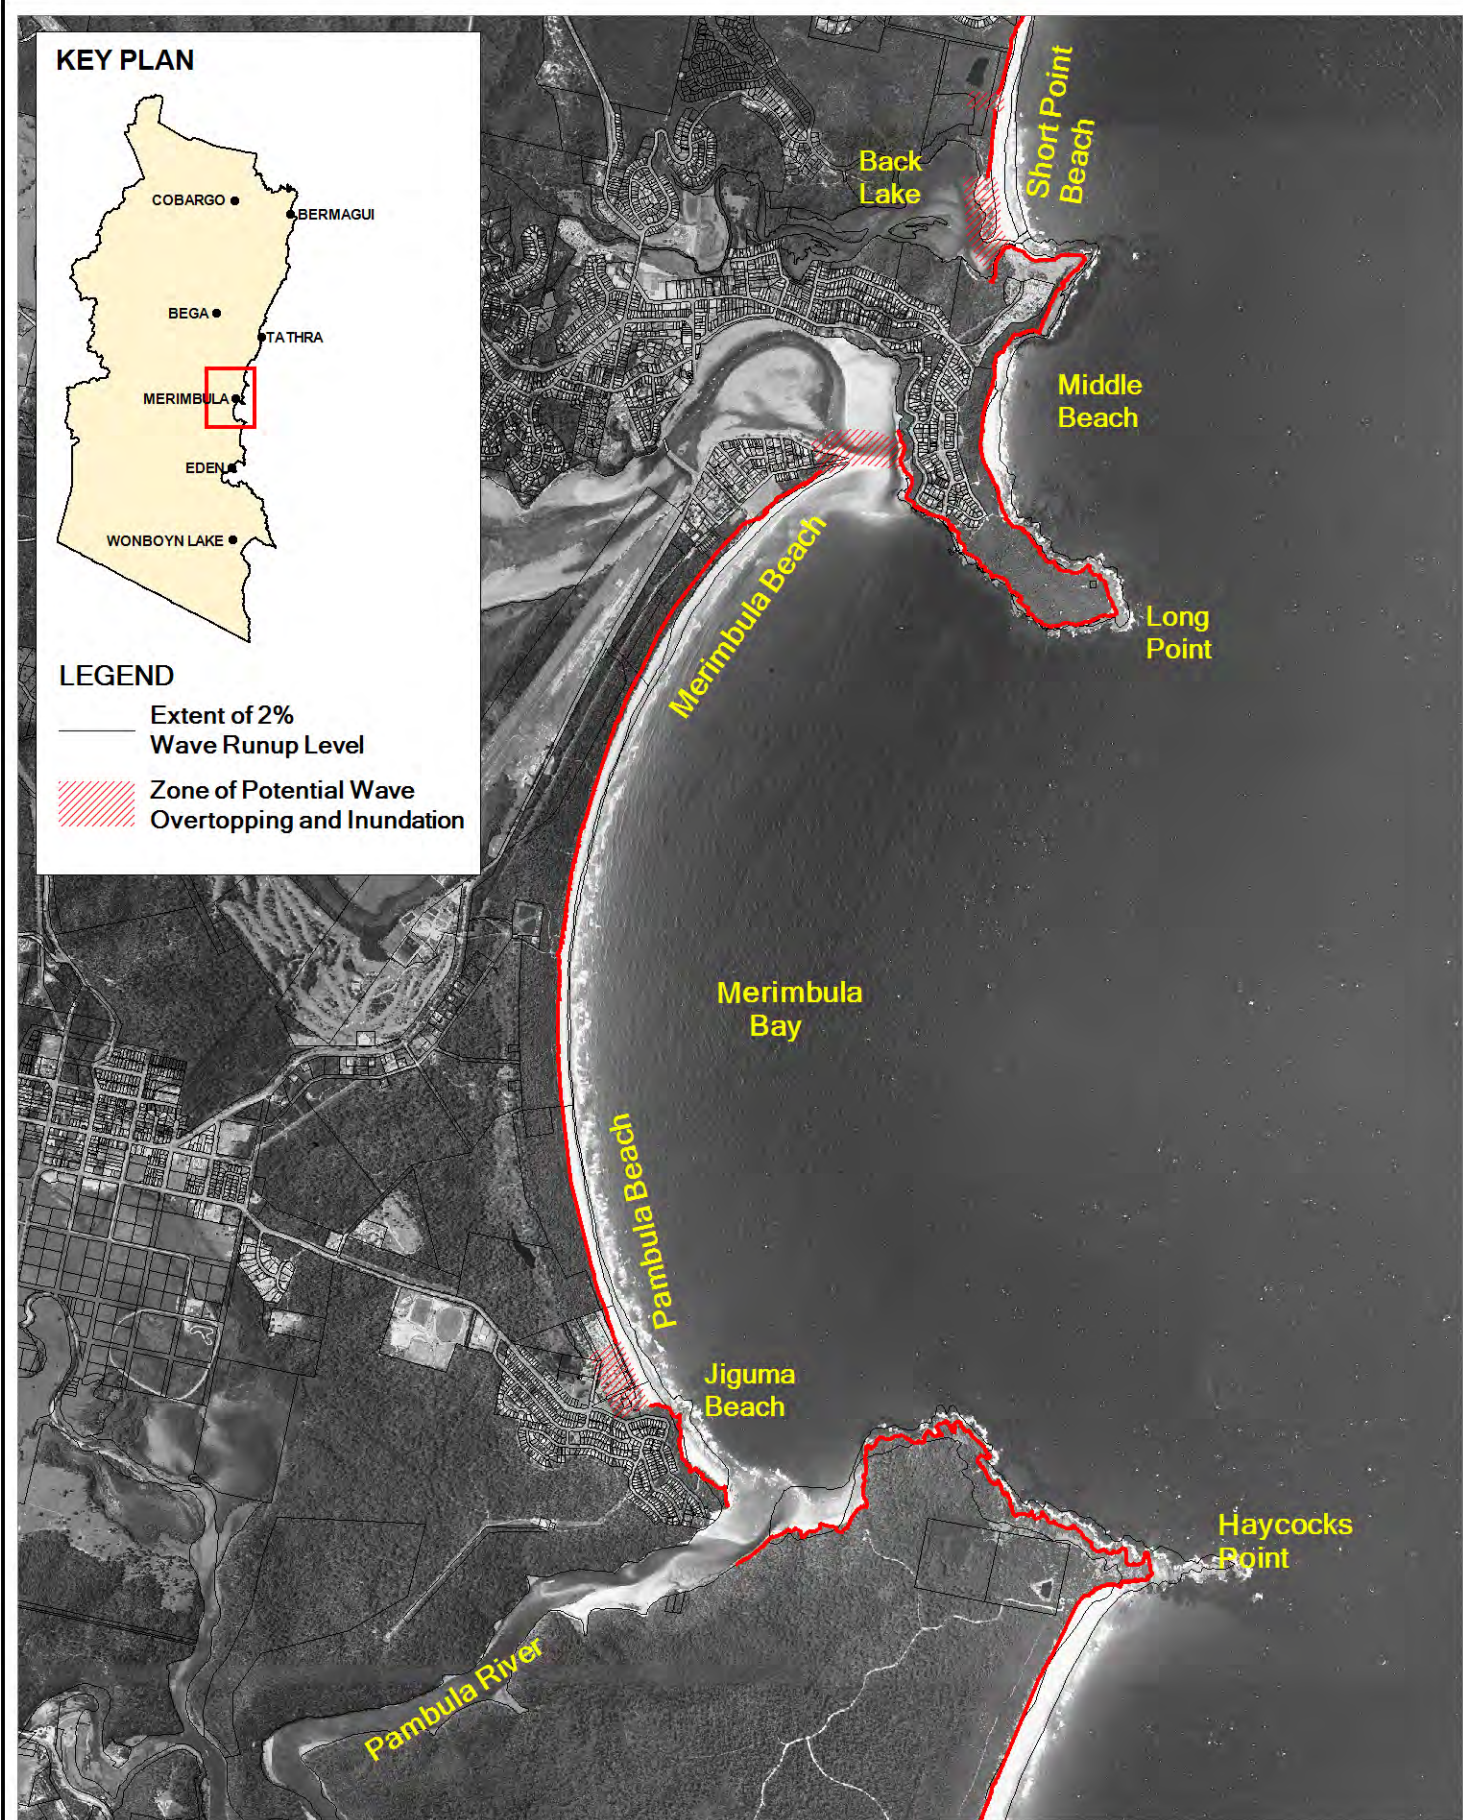 KEY PLAN
COBARGO
BERMAGUI
BEGA
TATHRA
MERIMBULA
EDEN
WONBOYN LAKE
LEGEND
Extent of 2%
Wave Runup Level
Zone of Potential Wave
Overtopping and Inundation
Short Point
Beach
Back
Lake
Middle
Beach
Merimbula Beach
Long
Point
Merimbula
Bay
Pambula Beach
Jiguma
Beach
Haycocks
Point
Pambula River